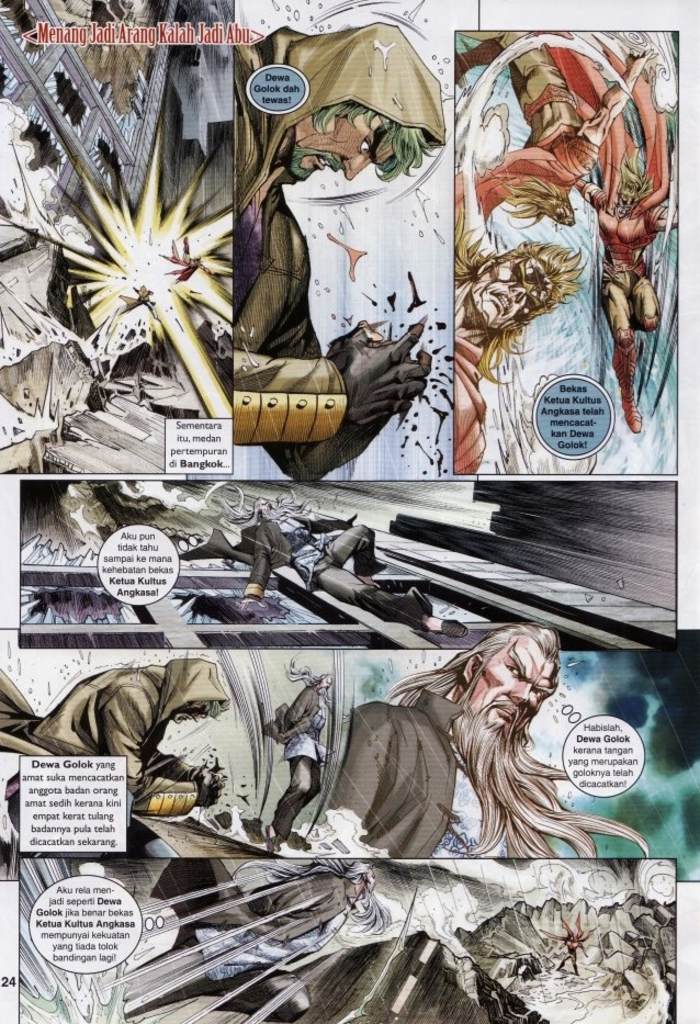 <Menang Jadi Arang Kalah Jadi Abu>
Dewa
Golok dah
tewas!
Sementara
itu, medan
pertempuran
di Bangkok...
Bekas
Ketua Kultus
Angkasa telah
mencacat-
kan Dewa
Golok!
Aku pun
tidak tahu
sampai ke mana
kehebatan bekas
Ketua Kultus
Angkasa!
Dewa Golok yang
amat suka mencacatkan
anggota badan orang
amat sedih kerana kini
empat kerat tulang
badannya pula telah
dicacatkan sekarang.
Habislah,
Dewa Golok
kerana tangan
yang merupakan
goloknya telah
dicacatkan!
Aku rela men-
jadi seperti Dewa
Golok jika benar bekas
Ketua Kultus Angkasa
mempunyai kekuatan
yang tiada tolok
bandingan lagi!
24